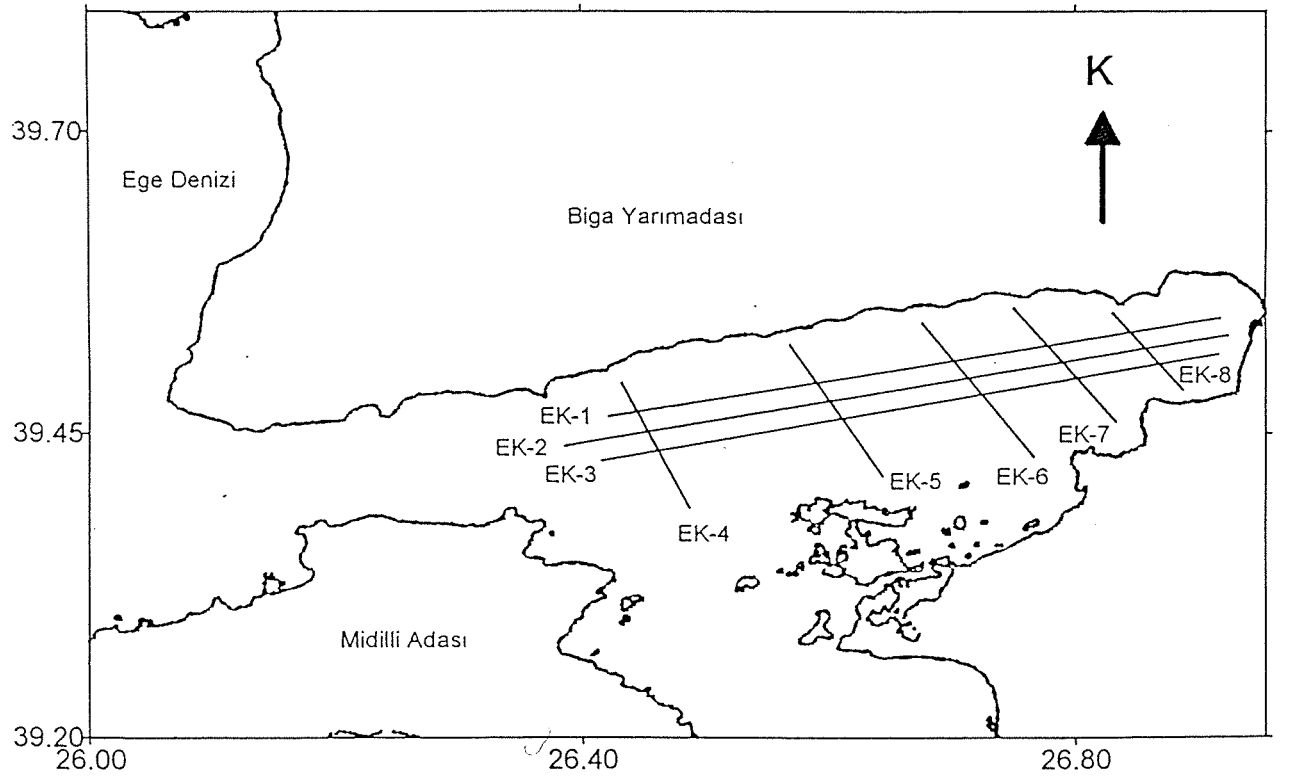 K
39.70
Ege Denizi
Biga Yarımadası
EK-8
EK-1
EK-7
39.45
EK-2
EK-3
EK-6
EK-5
EK-4
Midilli Adası
39.20
26.00
26.40
26.80